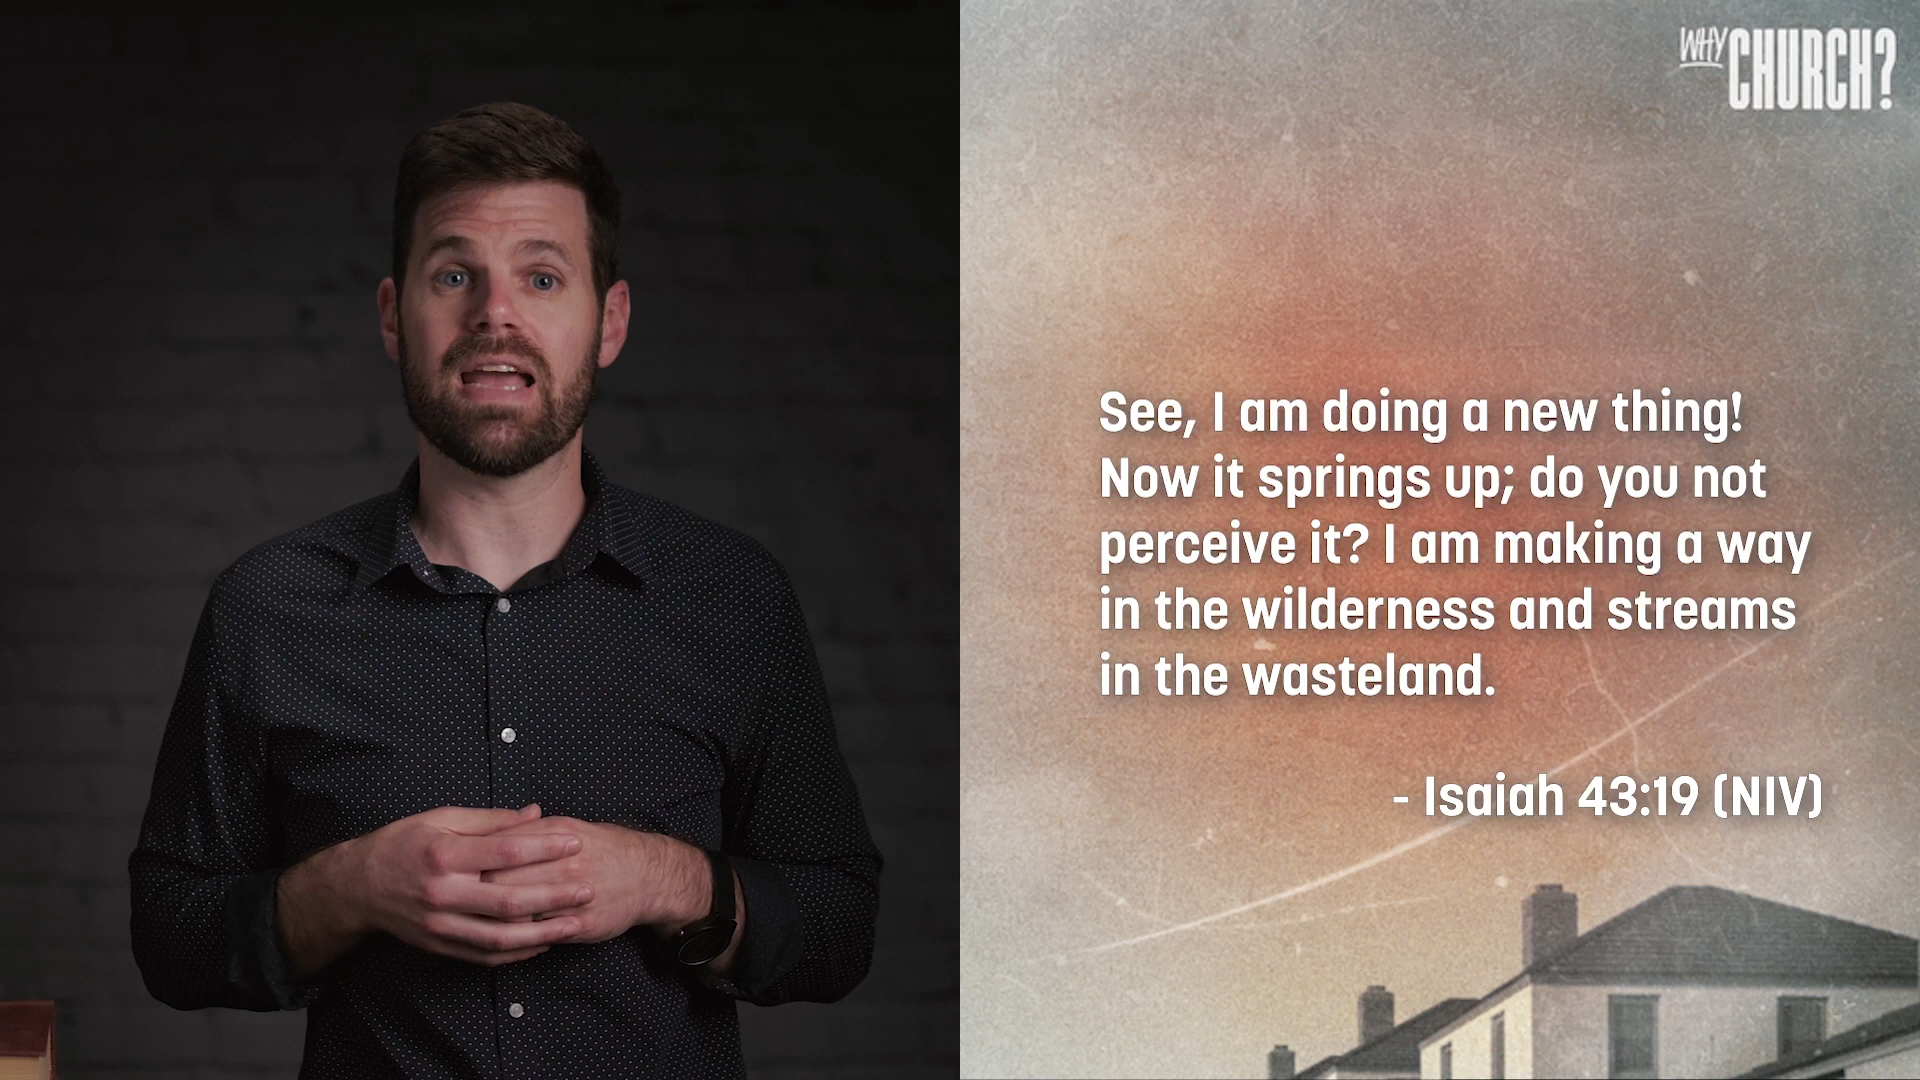 WHY CHURCH?
See, I am doing a new thing!
Now it springs up; do you not
perceive it? I am making a way
in the wilderness and streams
in the wasteland.
- Isaiah 43:19 (NIV)